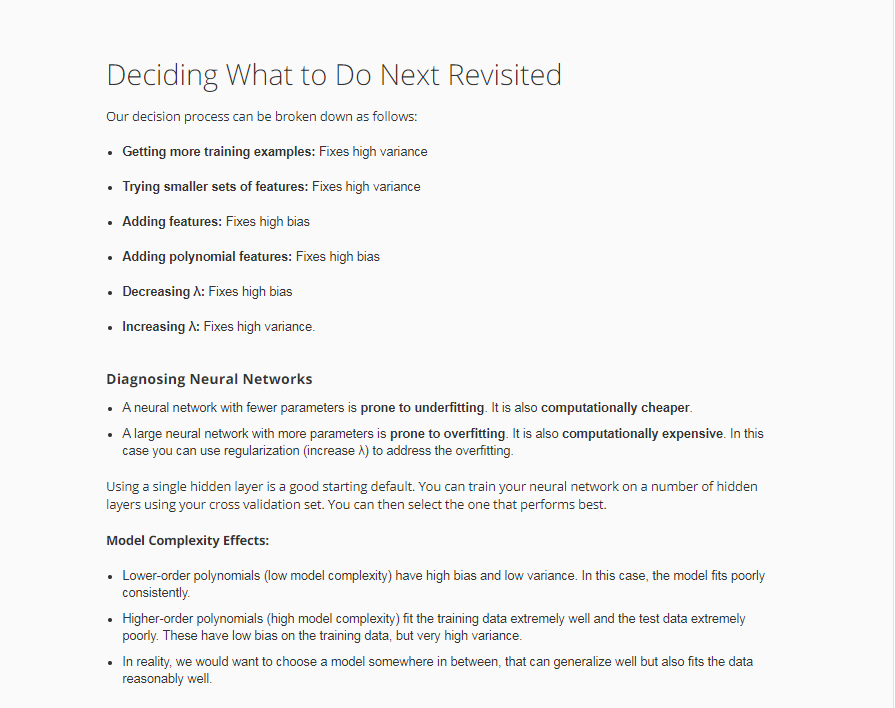 Deciding What to Do Next Revisited
Our decision process can be broken down as follows:
• Getting more training examples: Fixes high variance
• Trying smaller sets of features: Fixes high variance
• Adding features: Fixes high bias
• Adding polynomial features: Fixes high bias
• Decreasing λ: Fixes high bias
• Increasing λ: Fixes high variance.
Diagnosing Neural Networks
• A neural network with fewer parameters is prone to underfitting. It is also computationally cheaper.
• A large neural network with more parameters is prone to overfitting. It is also computationally expensive. In this
case you can use regularization (increase λ) to address the overfitting.
Using a single hidden layer is a good starting default. You can train your neural network on a number of hidden
layers using your cross validation set. You can then select the one that performs best.
Model Complexity Effects:
• Lower-order polynomials (low model complexity) have high bias and low variance. In this case, the model fits poorly
consistently.
• Higher-order polynomials (high model complexity) fit the training data extremely well and the test data extremely
poorly. These have low bias on the training data, but very high variance.
• In reality, we would want to choose a model somewhere in between, that can generalize well but also fits the data
reasonably well.